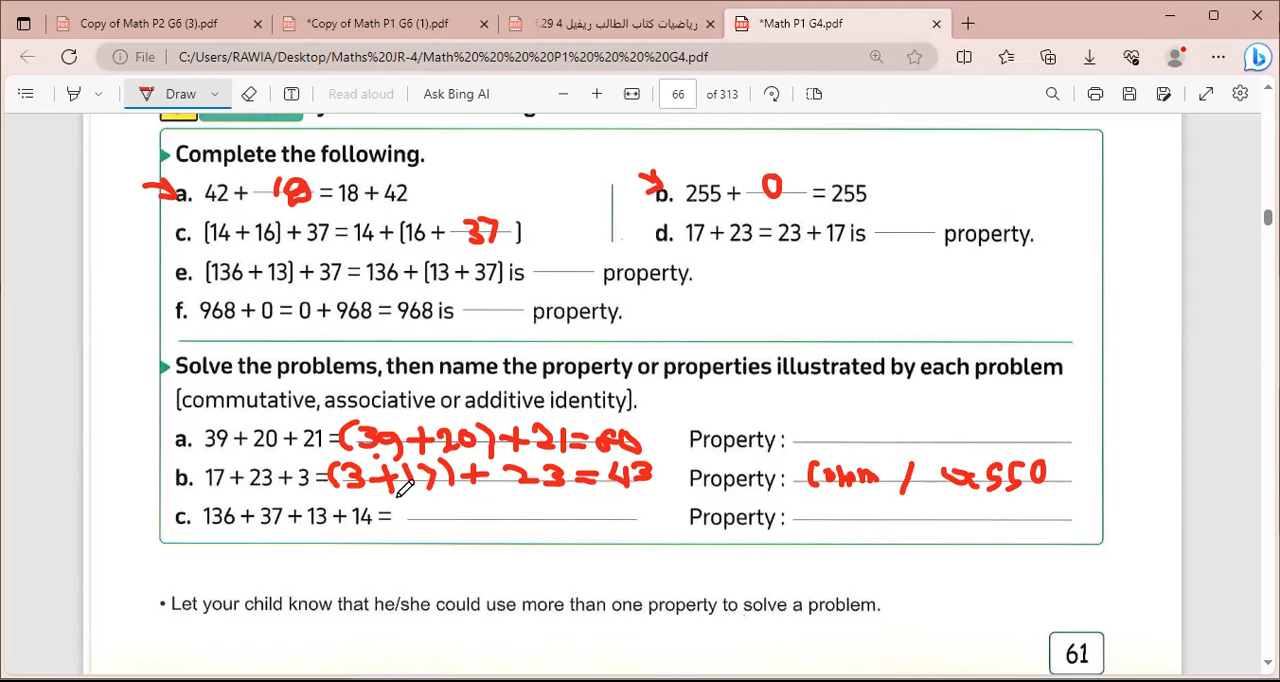 Copy of Math P2 G6 (3).pdf
*Copy of Math P1 G6 (1).pdf
رياضيات كتاب الطالب ريفيل 4 29
*Math P1 G4.pdf
File C:/Users/RAWIA/Desktop/Maths%20JR-4/Math%20%20%20%20P1%20%20%20%20G4.pdf
Draw Read aloud Ask Bing AI 66 of 313
Complete the following.
a. 42 + 18 = 18 + 42
b. 255 + 0 = 255
c. (14 + 16) + 37 = 14 + (16 + 37)
d. 17 + 23 = 23 + 17 is property.
e. (136 + 13) + 37 = 136 + (13 + 37) is property.
f. 968 + 0 = 0 + 968 = 968 is property.
Solve the problems, then name the property or properties illustrated by each problem
(commutative, associative or additive identity).
a. 39 + 20 + 21 = (39+20)+21= Property :
b. 17 + 23 + 3 = (3+17)+ 23 = 43 Property : Comm / asso
c. 136 + 37 + 13 + 14 = Property :
• Let your child know that he/she could use more than one property to solve a problem.
61